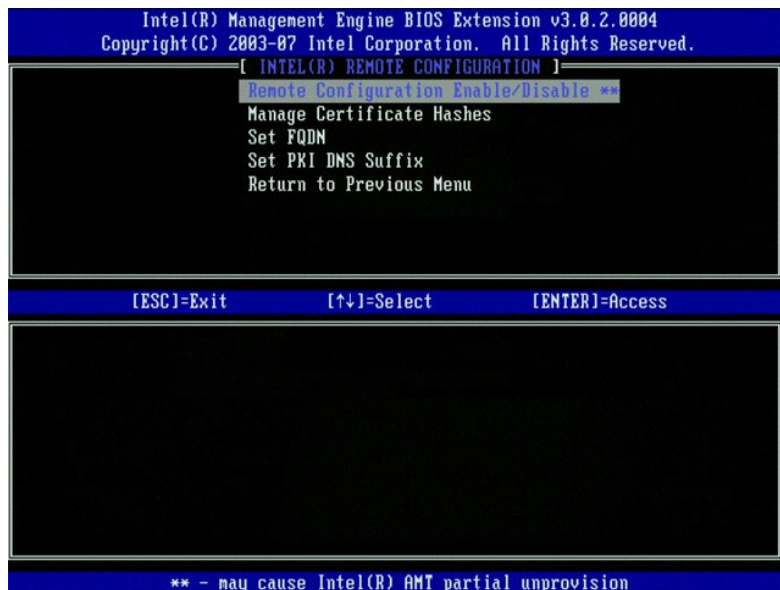 Intel(R) Management Engine BIOS Extension v3.0.2.0004
Copyright(C) 2003-07 Intel Corporation. All Rights Reserved.
[ INTEL(R) REMOTE CONFIGURATION ]
Remote Configuration Enable/Disable **
Manage Certificate Hashes
Set FQDN
Set PKI DNS Suffix
Return to Previous Menu
[ESC]=Exit [↑↓]=Select [ENTER]=Access
** - may cause Intel(R) AMT partial unprovision